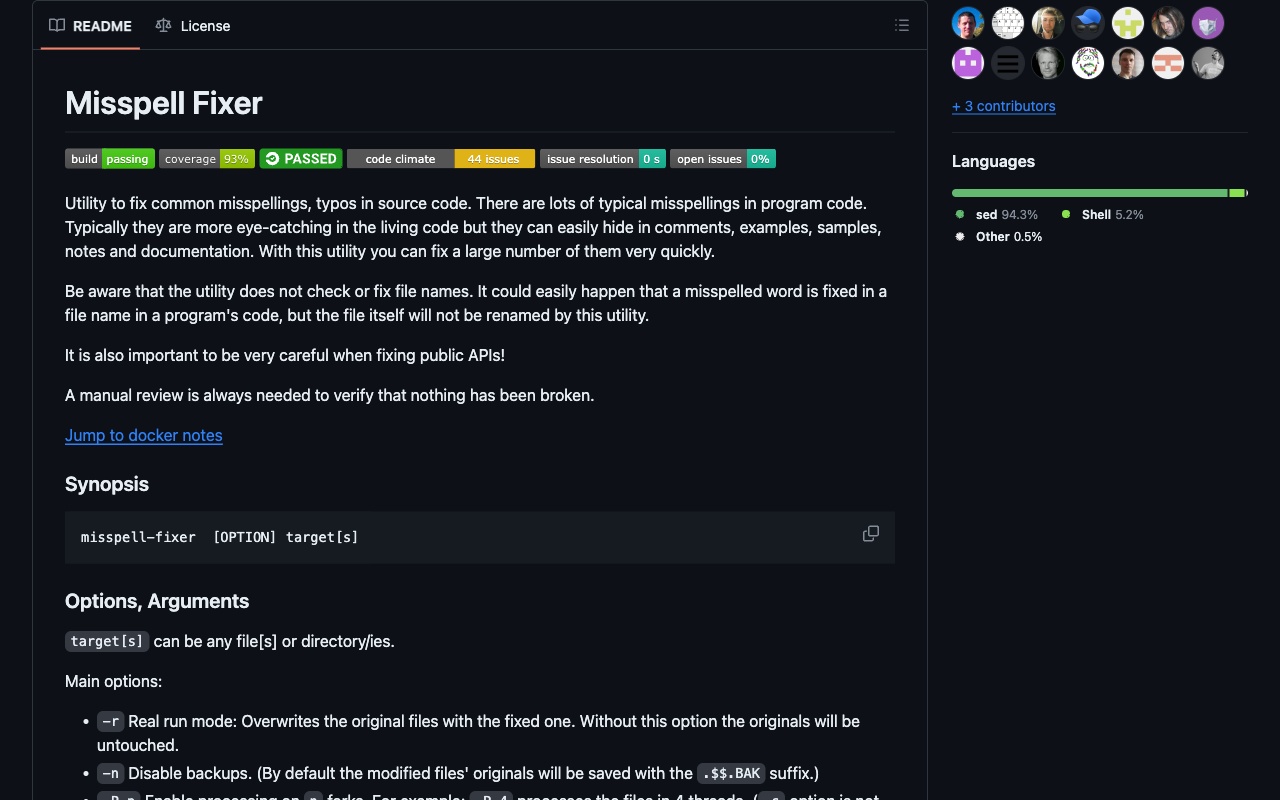 README
License
Misspell Fixer
build passing
coverage 93%
PASSED
code climate 44 issues
issue resolution 0 s
open issues 0%
Utility to fix common misspellings, typos in source code. There are lots of typical misspellings in program code.
Typically they are more eye-catching in the living code but they can easily hide in comments, examples, samples,
notes and documentation. With this utility you can fix a large number of them very quickly.
Be aware that the utility does not check or fix file names. It could easily happen that a misspelled word is fixed in a
file name in a program's code, but the file itself will not be renamed by this utility.
It is also important to be very careful when fixing public APIs!
A manual review is always needed to verify that nothing has been broken.
Jump to docker notes
Synopsis
misspell-fixer [OPTION] target[s]
Options, Arguments
target[s] can be any file[s] or directory/ies.
Main options:
• -r Real run mode: Overwrites the original files with the fixed one. Without this option the originals will be
untouched.
• -n Disable backups. (By default the modified files' originals will be saved with the .$$.BAK suffix.)
+ 3 contributors
Languages
sed 94.3%
Shell 5.2%
Other 0.5%